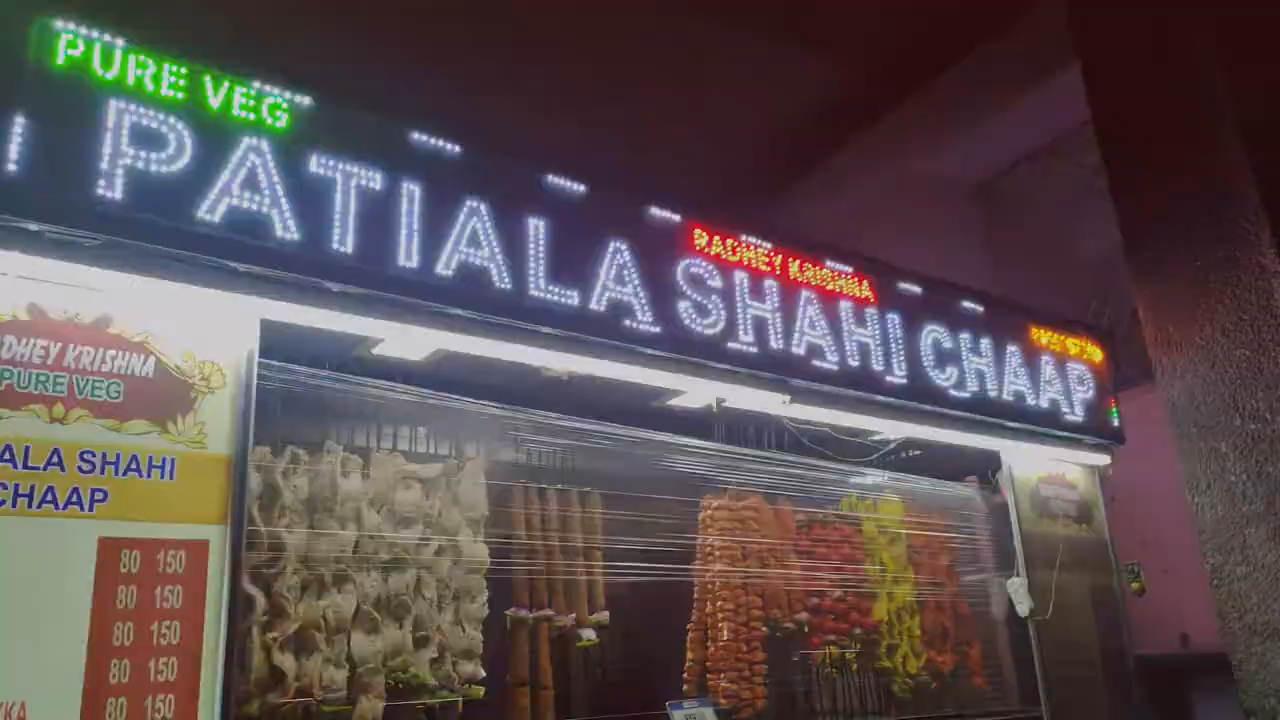 PURE VEG
PATIALA SHAHI CHAAP
RADHEY KRISHNA
DHEY KRISHNA
PURE VEG
ALA SHAHI
CHAAP
80 150
80 150
80 150
80 150
80 150
KA